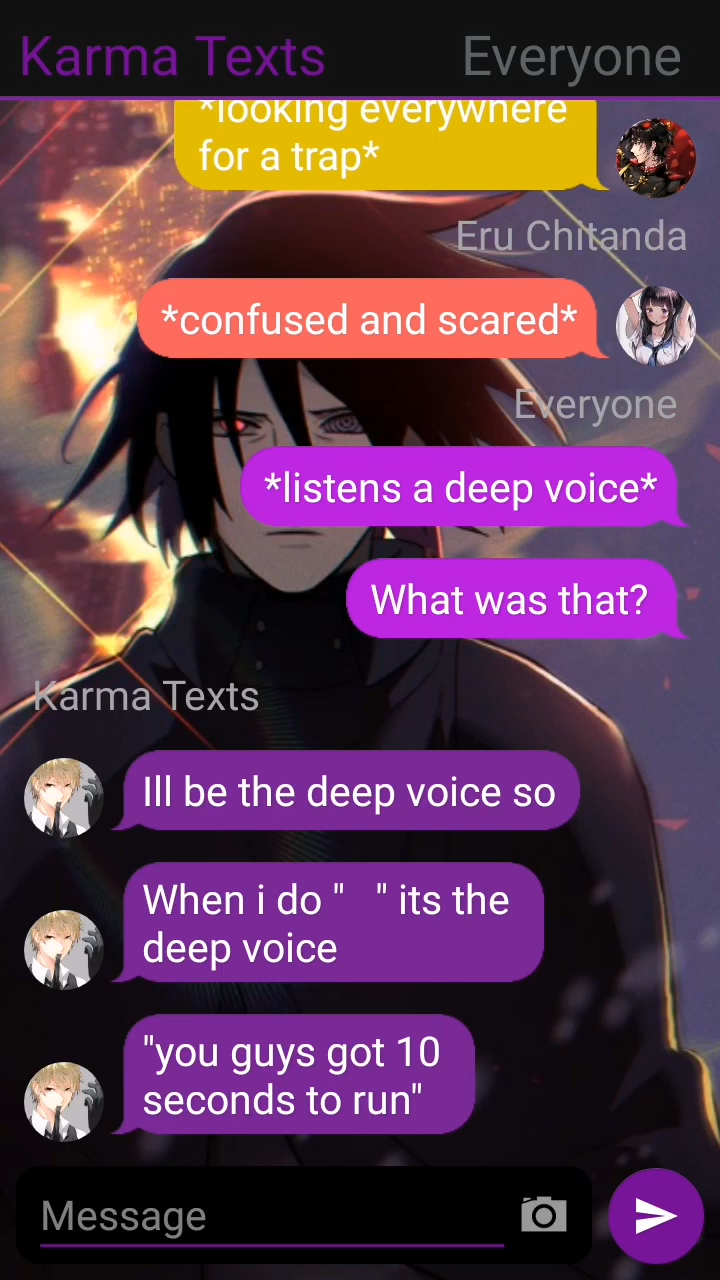 Karma Texts
Everyone
*looking everywhere
for a trap*
Eru Chitanda
*confused and scared*
Everyone
*listens a deep voice*
What was that?
Karma Texts
Ill be the deep voice so
When i do "   " its the
deep voice
"you guys got 10
seconds to run"
Message